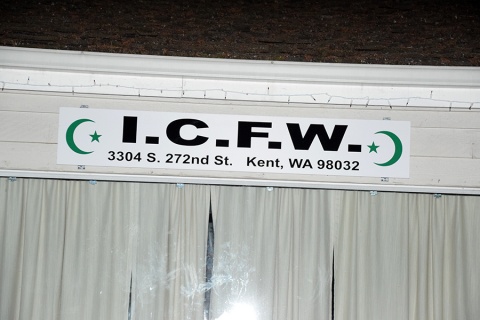 I.C.F.W.
3304 S. 272nd St. Kent, WA 98032